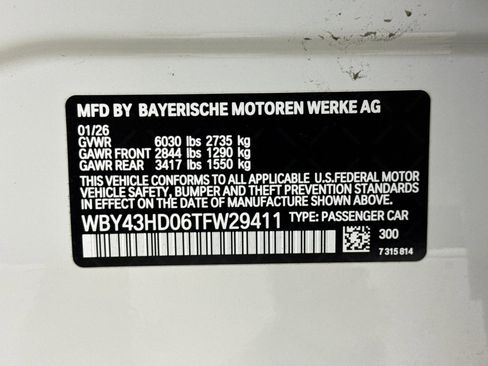 MFD BY BAYERISCHE MOTOREN WERKE AG
01/26
GVWR 6030 lbs 2735 kg
GAWR FRONT 2844 lbs 1290 kg
GAWR REAR 3417 lbs 1550 kg
THIS VEHICLE CONFORMS TO ALL APPLICABLE U.S.FEDERAL MOTOR
VEHICLE SAFETY, BUMPER, AND THEFT PREVENTION STANDARDS
IN EFFECT ON THE DATE OF MANUFACTURE SHOWN ABOVE.
WBY43HD06TFW29411 TYPE: PASSENGER CAR
300
7 315 814